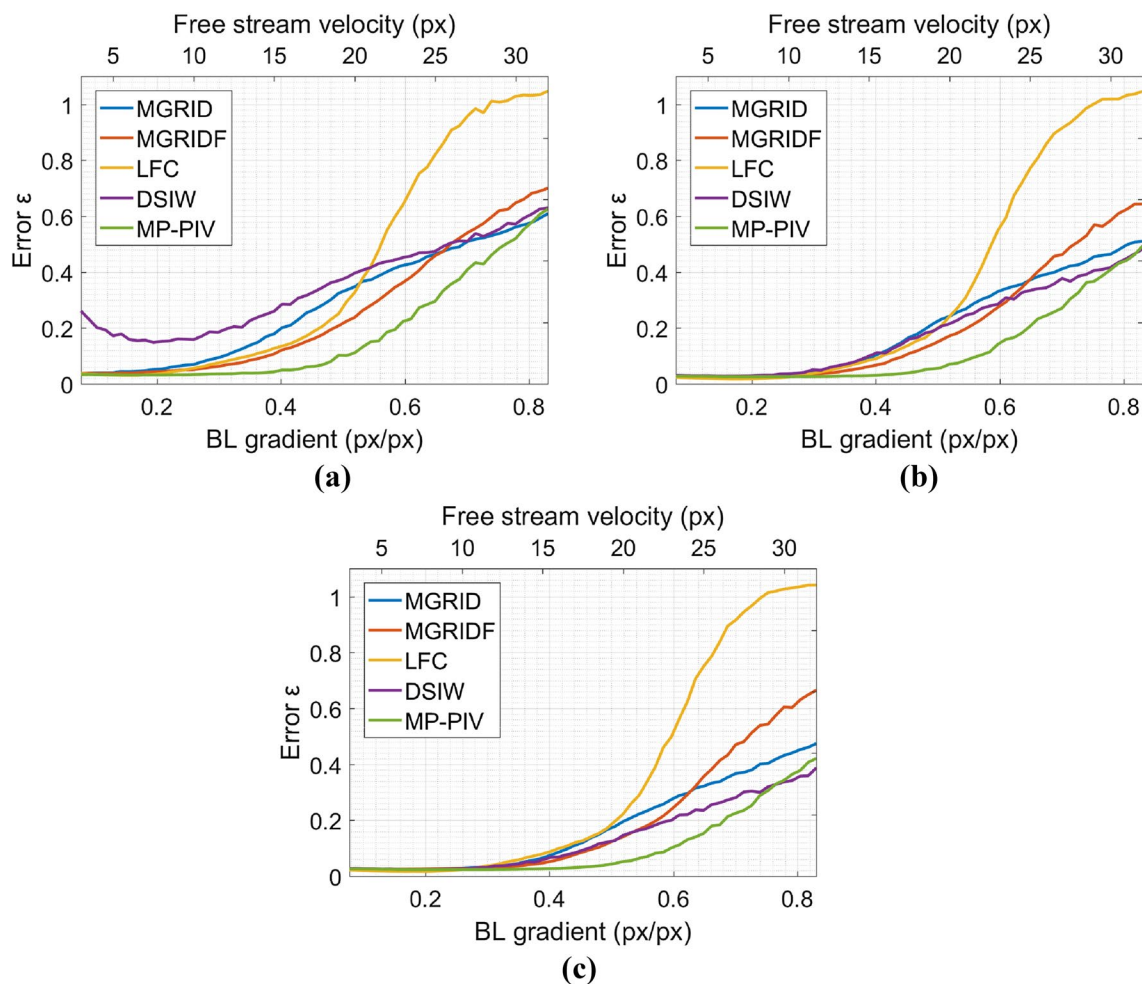 Free stream velocity (px)
5 10 15 20 25 30
1
0.8
0.6
0.4
0.2
0
Error ε
MGRID
MGRIDF
LFC
DSIW
MP-PIV
0.2 0.4 0.6 0.8
BL gradient (px/px)
(a)
Free stream velocity (px)
5 10 15 20 25 30
1
0.8
0.6
0.4
0.2
0
Error ε
MGRID
MGRIDF
LFC
DSIW
MP-PIV
0.2 0.4 0.6 0.8
BL gradient (px/px)
(b)
Free stream velocity (px)
5 10 15 20 25 30
1
0.8
0.6
0.4
0.2
0
Error ε
MGRID
MGRIDF
LFC
DSIW
MP-PIV
0.2 0.4 0.6 0.8
BL gradient (px/px)
(c)